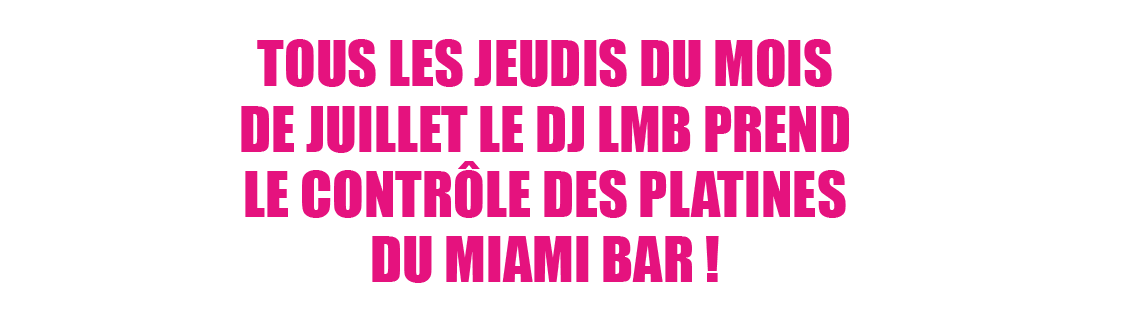 TOUS LES JEUDIS DU MOIS
DE JUILLET LE DJ LMB PREND
LE CONTRÔLE DES PLATINES
DU MIAMI BAR !